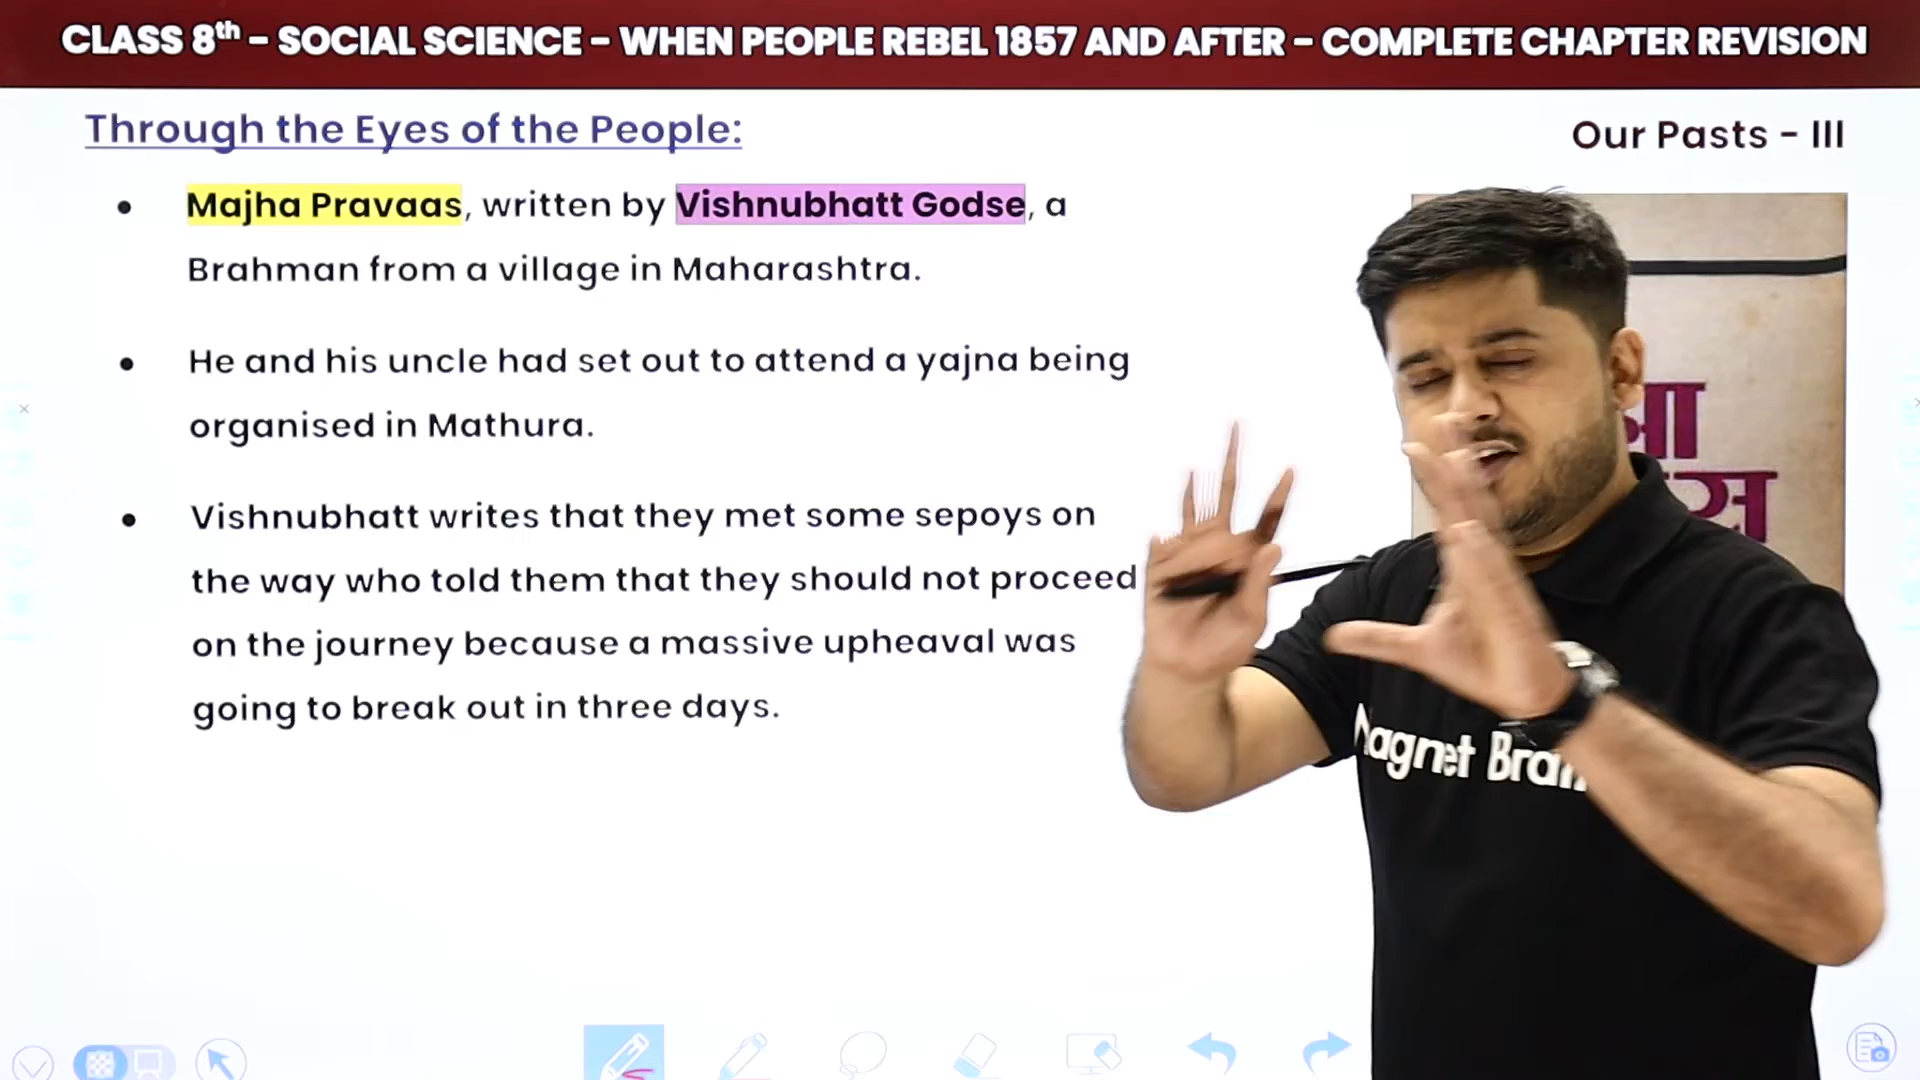 CLASS 8th – SOCIAL SCIENCE – WHEN PEOPLE REBEL 1857 AND AFTER – COMPLETE CHAPTER REVISION
Through the Eyes of the People:
Our Pasts – III
• Majha Pravaas, written by Vishnubhatt Godse, a
Brahman from a village in Maharashtra.
• He and his uncle had set out to attend a yajna being
organised in Mathura.
• Vishnubhatt writes that they met some sepoys on
the way who told them that they should not proceed
on the journey because a massive upheaval was
going to break out in three days.